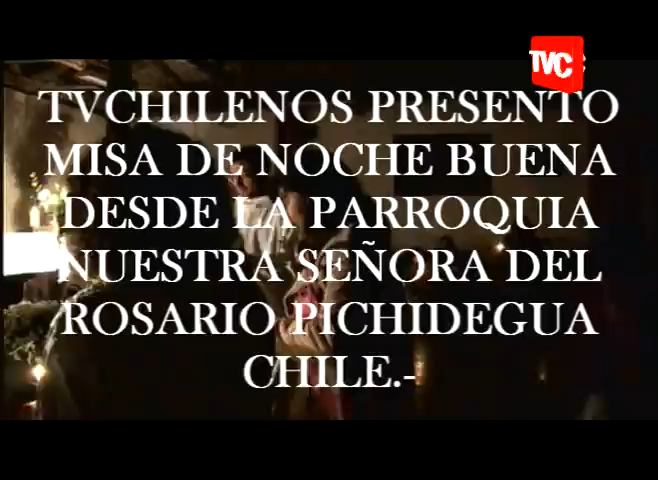 TVC
TVCHILENOS PRESENTO
MISA DE NOCHE BUENA
DESDE LA PARROQUIA
NUESTRA SEÑORA DEL
ROSARIO PICHIDEGUA
CHILE.-